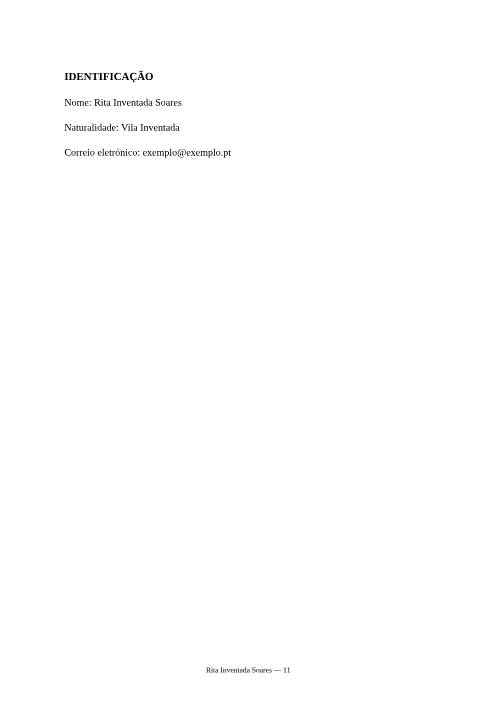 IDENTIFICAÇÃO
Nome: Rita Inventada Soares
Naturalidade: Vila Inventada
Correio eletrónico: exemplo@exemplo.pt
Rita Inventada Soares — 11